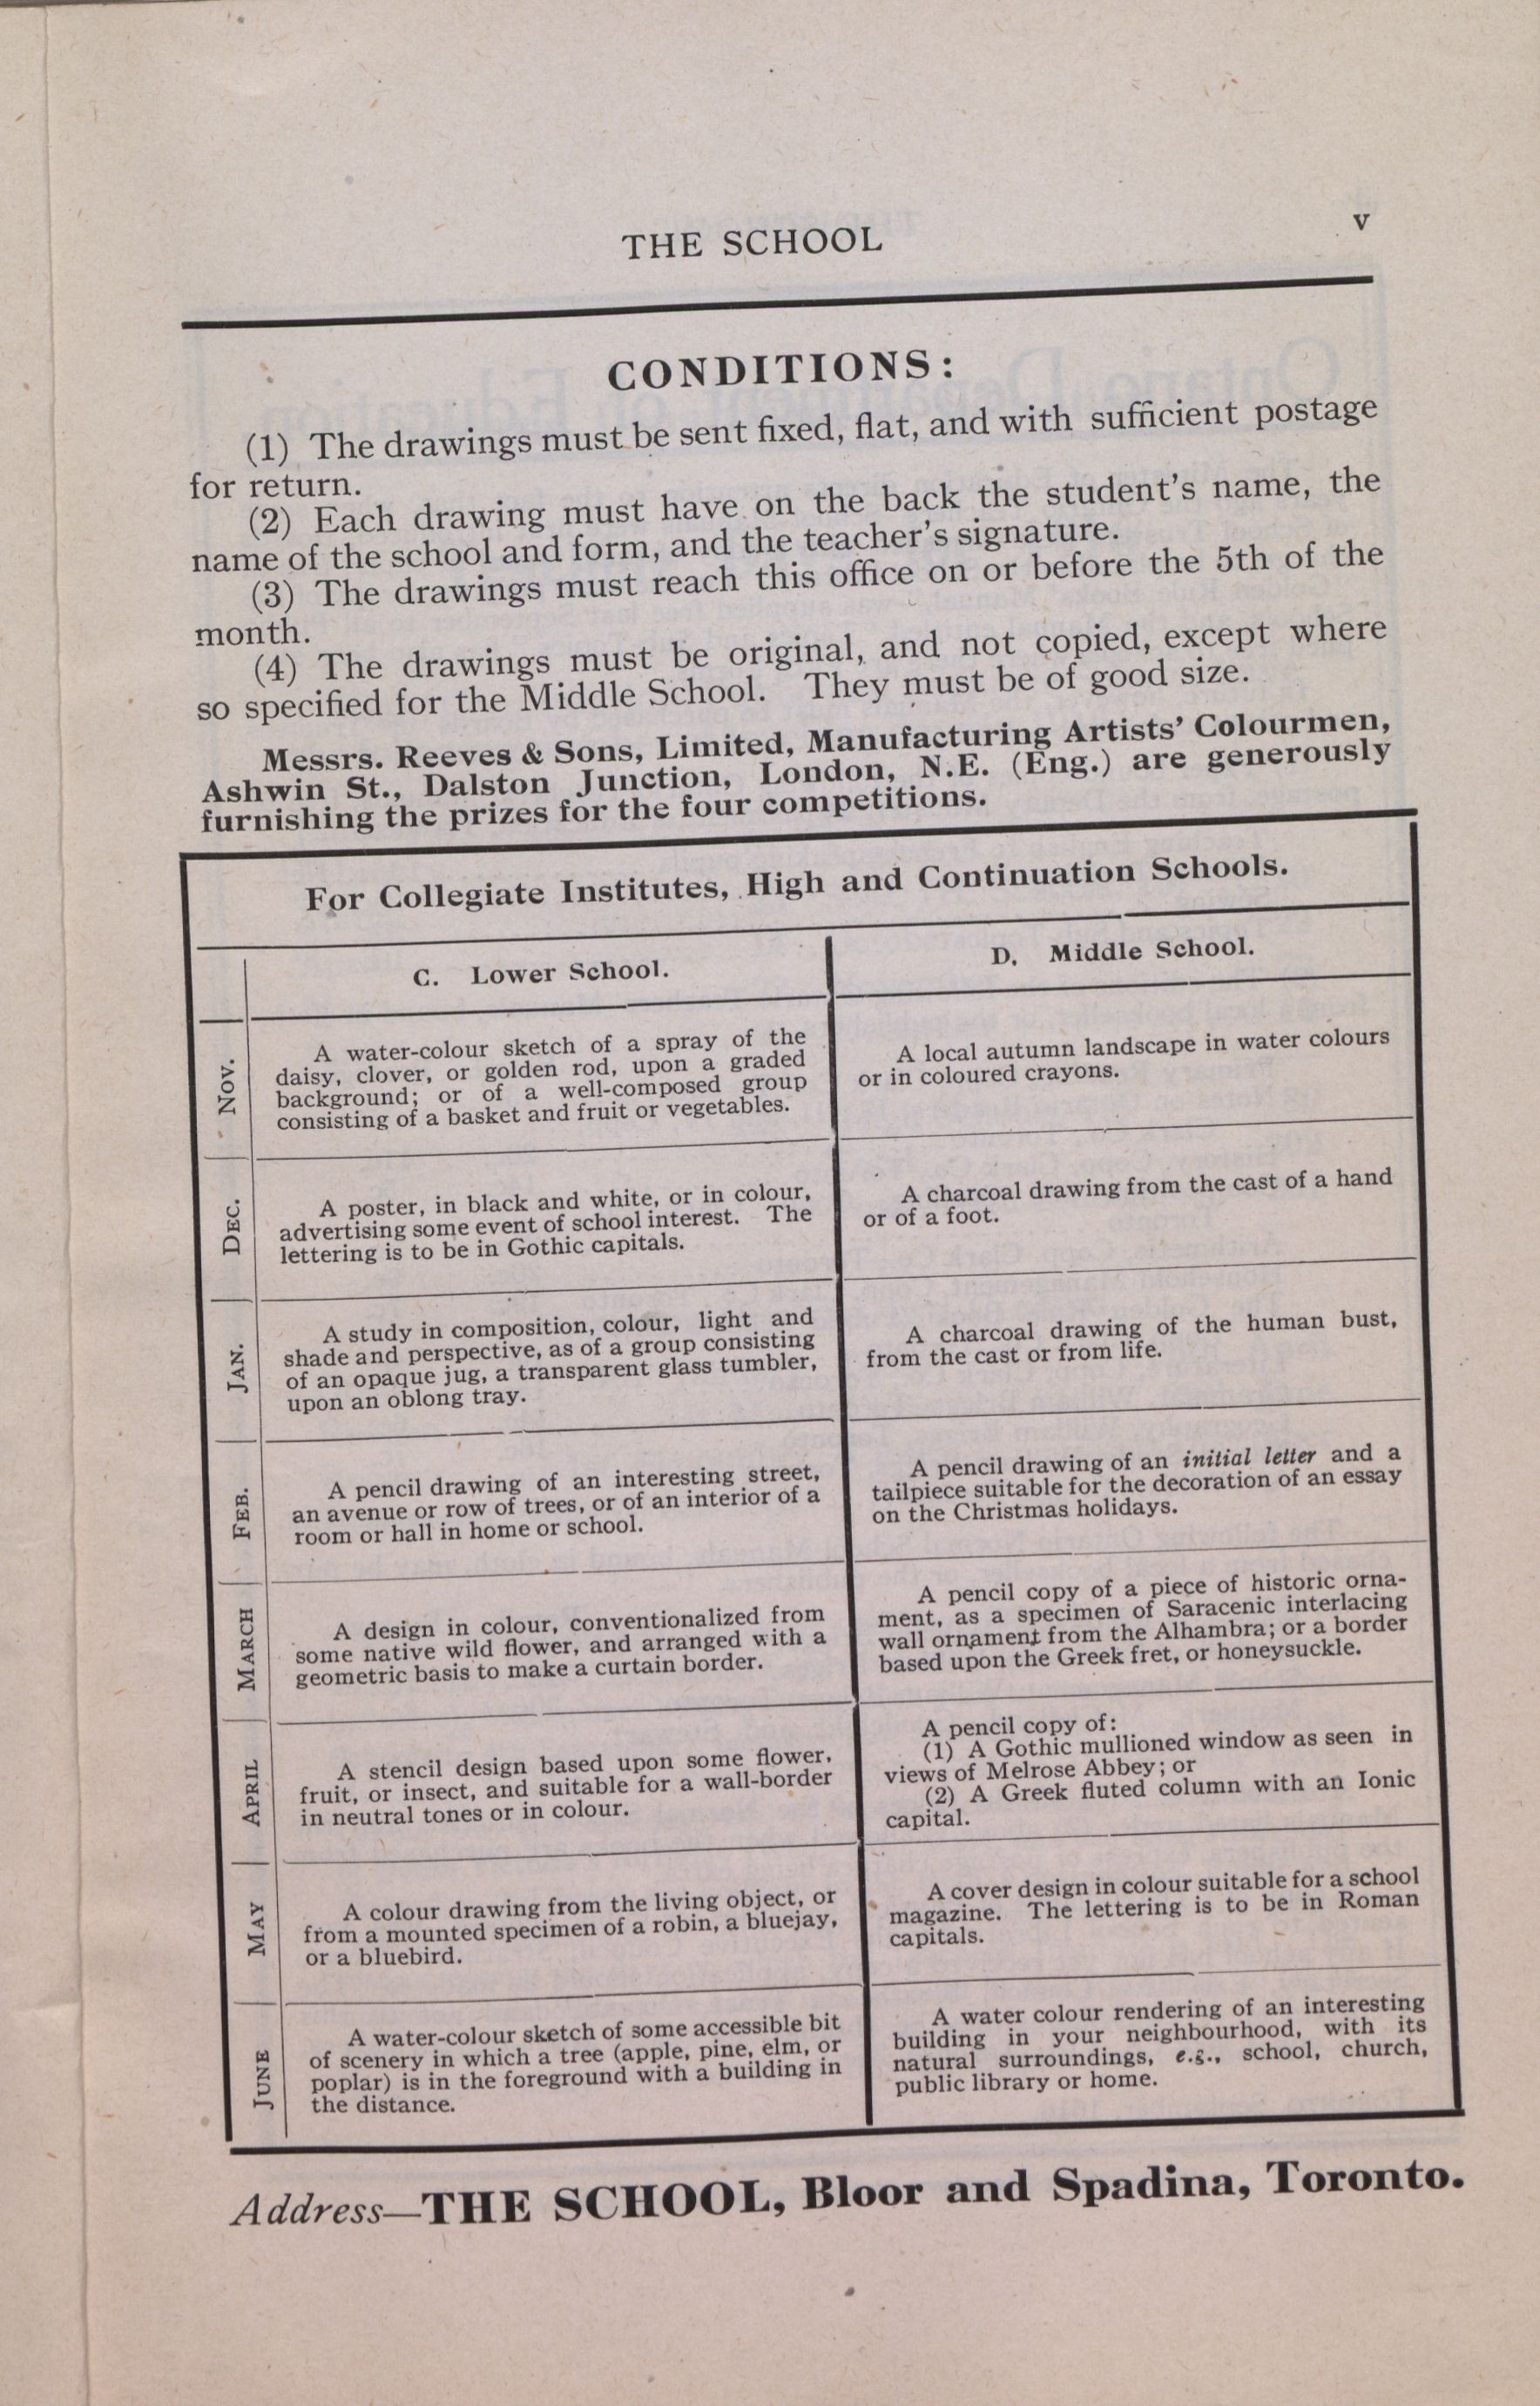 THE SCHOOL
v
CONDITIONS:
(1) The drawings must be sent fixed, flat, and with sufficient postage
for return.
(2) Each drawing must have on the back the student's name, the
name of the school and form, and the teacher's signature.
(3) The drawings must reach this office on or before the 5th of the
month.
(4) The drawings must be original, and not copied, except where
so specified for the Middle School. They must be of good size.
Messrs. Reeves & Sons, Limited, Manufacturing Artists' Colourmen,
Ashwin St., Dalston Junction, London, N.E. (Eng.) are generously
furnishing the prizes for the four competitions.
For Collegiate Institutes, High and Continuation Schools.
C. Lower School.
D. Middle School.
NOV.
A water-colour sketch of a spray of the
daisy, clover, or golden rod, upon a graded
background; or of a well-composed group
consisting of a basket and fruit or vegetables.
A local autumn landscape in water colours
or in coloured crayons.
DEC.
A poster, in black and white, or in colour,
advertising some event of school interest. The
lettering is to be in Gothic capitals.
A charcoal drawing from the cast of a hand
or of a foot.
JAN.
A study in composition, colour, light and
shade and perspective, as of a group consisting
of an opaque jug, a transparent glass tumbler,
upon an oblong tray.
A charcoal drawing of the human bust,
from the cast or from life.
FEB.
A pencil drawing of an interesting street,
an avenue or row of trees, or of an interior of a
room or hall in home or school.
A pencil drawing of an initial letter and a
tailpiece suitable for the decoration of an essay
on the Christmas holidays.
MARCH
A design in colour, conventionalized from
some native wild flower, and arranged with a
geometric basis to make a curtain border.
A pencil copy of a piece of historic orna-
ment, as a specimen of Saracenic interlacing
wall ornament from the Alhambra; or a border
based upon the Greek fret, or honeysuckle.
APRIL
A stencil design based upon some flower,
fruit, or insect, and suitable for a wall-border
in neutral tones or in colour.
A pencil copy of:
(1) A Gothic mullioned window as seen in
views of Melrose Abbey; or
(2) A Greek fluted column with an Ionic
capital.
MAY
A colour drawing from the living object, or
from a mounted specimen of a robin, a bluejay,
or a bluebird.
A cover design in colour suitable for a school
magazine. The lettering is to be in Roman
capitals.
JUNE
A water-colour sketch of some accessible bit
of scenery in which a tree (apple, pine, elm, or
poplar) is in the foreground with a building in
the distance.
A water colour rendering of an interesting
building in your neighbourhood, with its
natural surroundings, e.g., school, church,
public library or home.
Address—THE SCHOOL, Bloor and Spadina, Toronto.